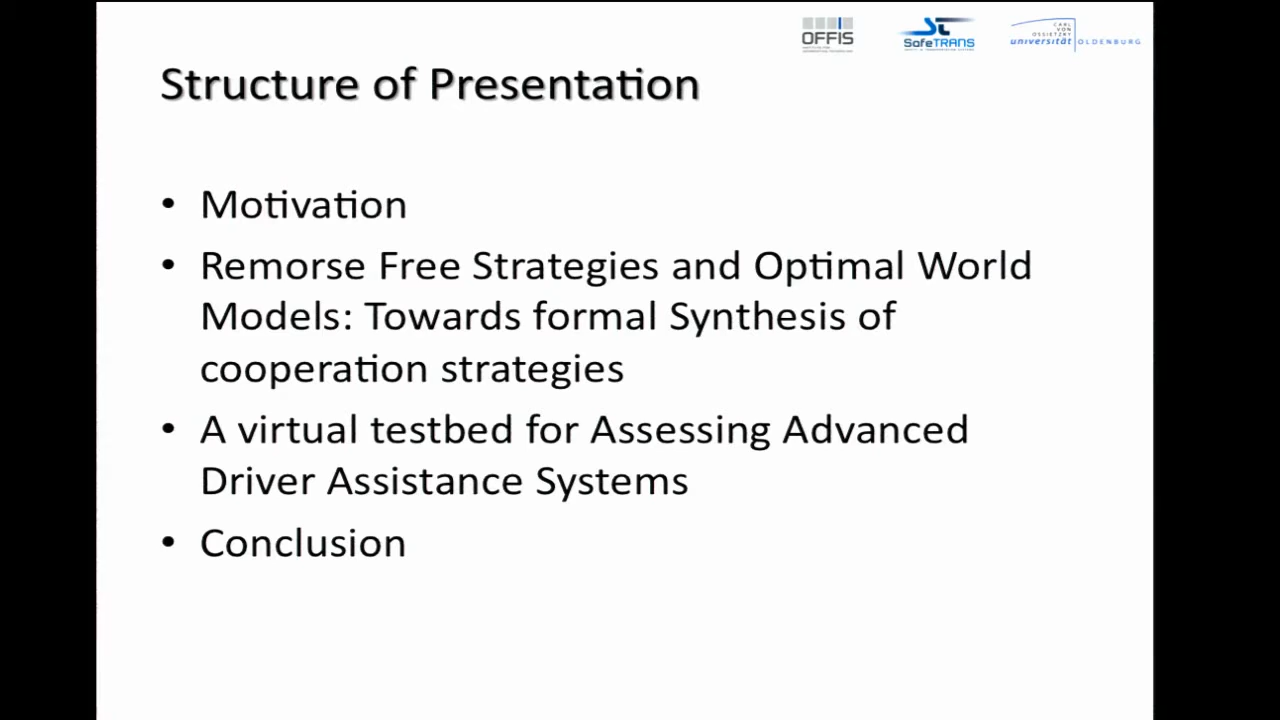 OFFIS
SafeTRANS
CARL
VON
OSSIETZKY
universität OLDENBURG
Structure of Presentation
• Motivation
• Remorse Free Strategies and Optimal World
Models: Towards formal Synthesis of
cooperation strategies
• A virtual testbed for Assessing Advanced
Driver Assistance Systems
• Conclusion